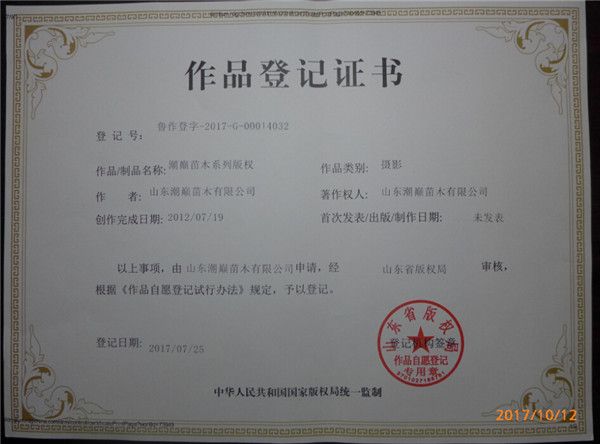 作品登记证书
登记号: 鲁作登字-2017-G-00014032
作品/制品名称: 潮巅苗木系列版权 作品类别: 摄影
作者: 山东潮巅苗木有限公司 著作权人: 山东潮巅苗木有限公司
创作完成日期: 2012/07/19 首次发表/出版/制作日期: 未发表
以上事项, 由 山东潮巅苗木有限公司 申请, 经 山东省版权局 审核,
根据《作品自愿登记试行办法》规定, 予以登记。
登记日期: 2017/07/25
登记机构签章
山东省版权局
作品自愿登记
专用章
中华人民共和国国家版权局统一监制
2017/10/12